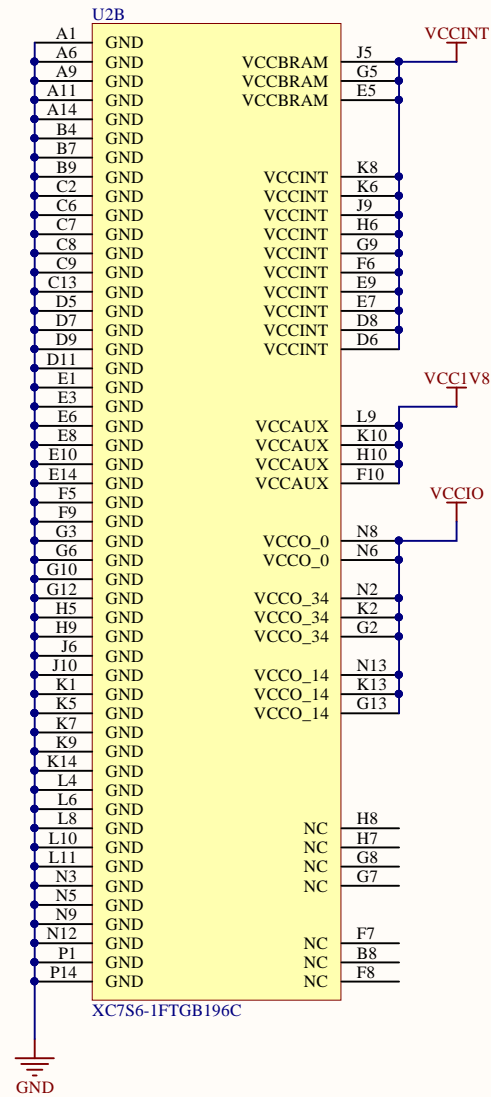 U2B
A1 GND
VCCINT
A6 GND VCCBRAM J5
A9 GND VCCBRAM G5
A11 GND VCCBRAM E5
A14 GND
B4 GND
B7 GND
B9 GND VCCINT K8
C2 GND VCCINT K6
C6 GND VCCINT J9
C7 GND VCCINT H6
C8 GND VCCINT G9
C9 GND VCCINT F6
C13 GND VCCINT E9
D5 GND VCCINT E7
D7 GND VCCINT D8
D9 GND VCCINT D6
D11 GND
E1 GND
VCC1V8
E3 GND
E6 GND VCCAUX L9
E8 GND VCCAUX K10
E10 GND VCCAUX H10
E14 GND VCCAUX F10
F5 GND
VCCIO
F9 GND
G3 GND VCCO_0 N8
G6 GND VCCO_0 N6
G10 GND
G12 GND VCCO_34 N2
H5 GND VCCO_34 K2
H9 GND VCCO_34 G2
J6 GND
J10 GND VCCO_14 N13
K1 GND VCCO_14 K13
K5 GND VCCO_14 G13
K7 GND
K9 GND
K14 GND
L4 GND
L6 GND
L8 GND NC H8
L10 GND NC H7
L11 GND NC G8
N3 GND NC G7
N5 GND
N9 GND
N12 GND NC F7
P1 GND NC B8
P14 GND NC F8
XC7S6-1FTGB196C
GND